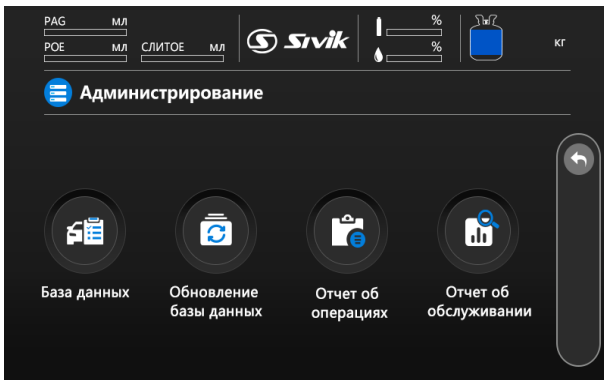 PAG мл
POE мл СЛИТОЕ мл
Sivik
%
%
кг
Администрирование
База данных
Обновление
базы данных
Отчет об
операциях
Отчет об
обслуживании